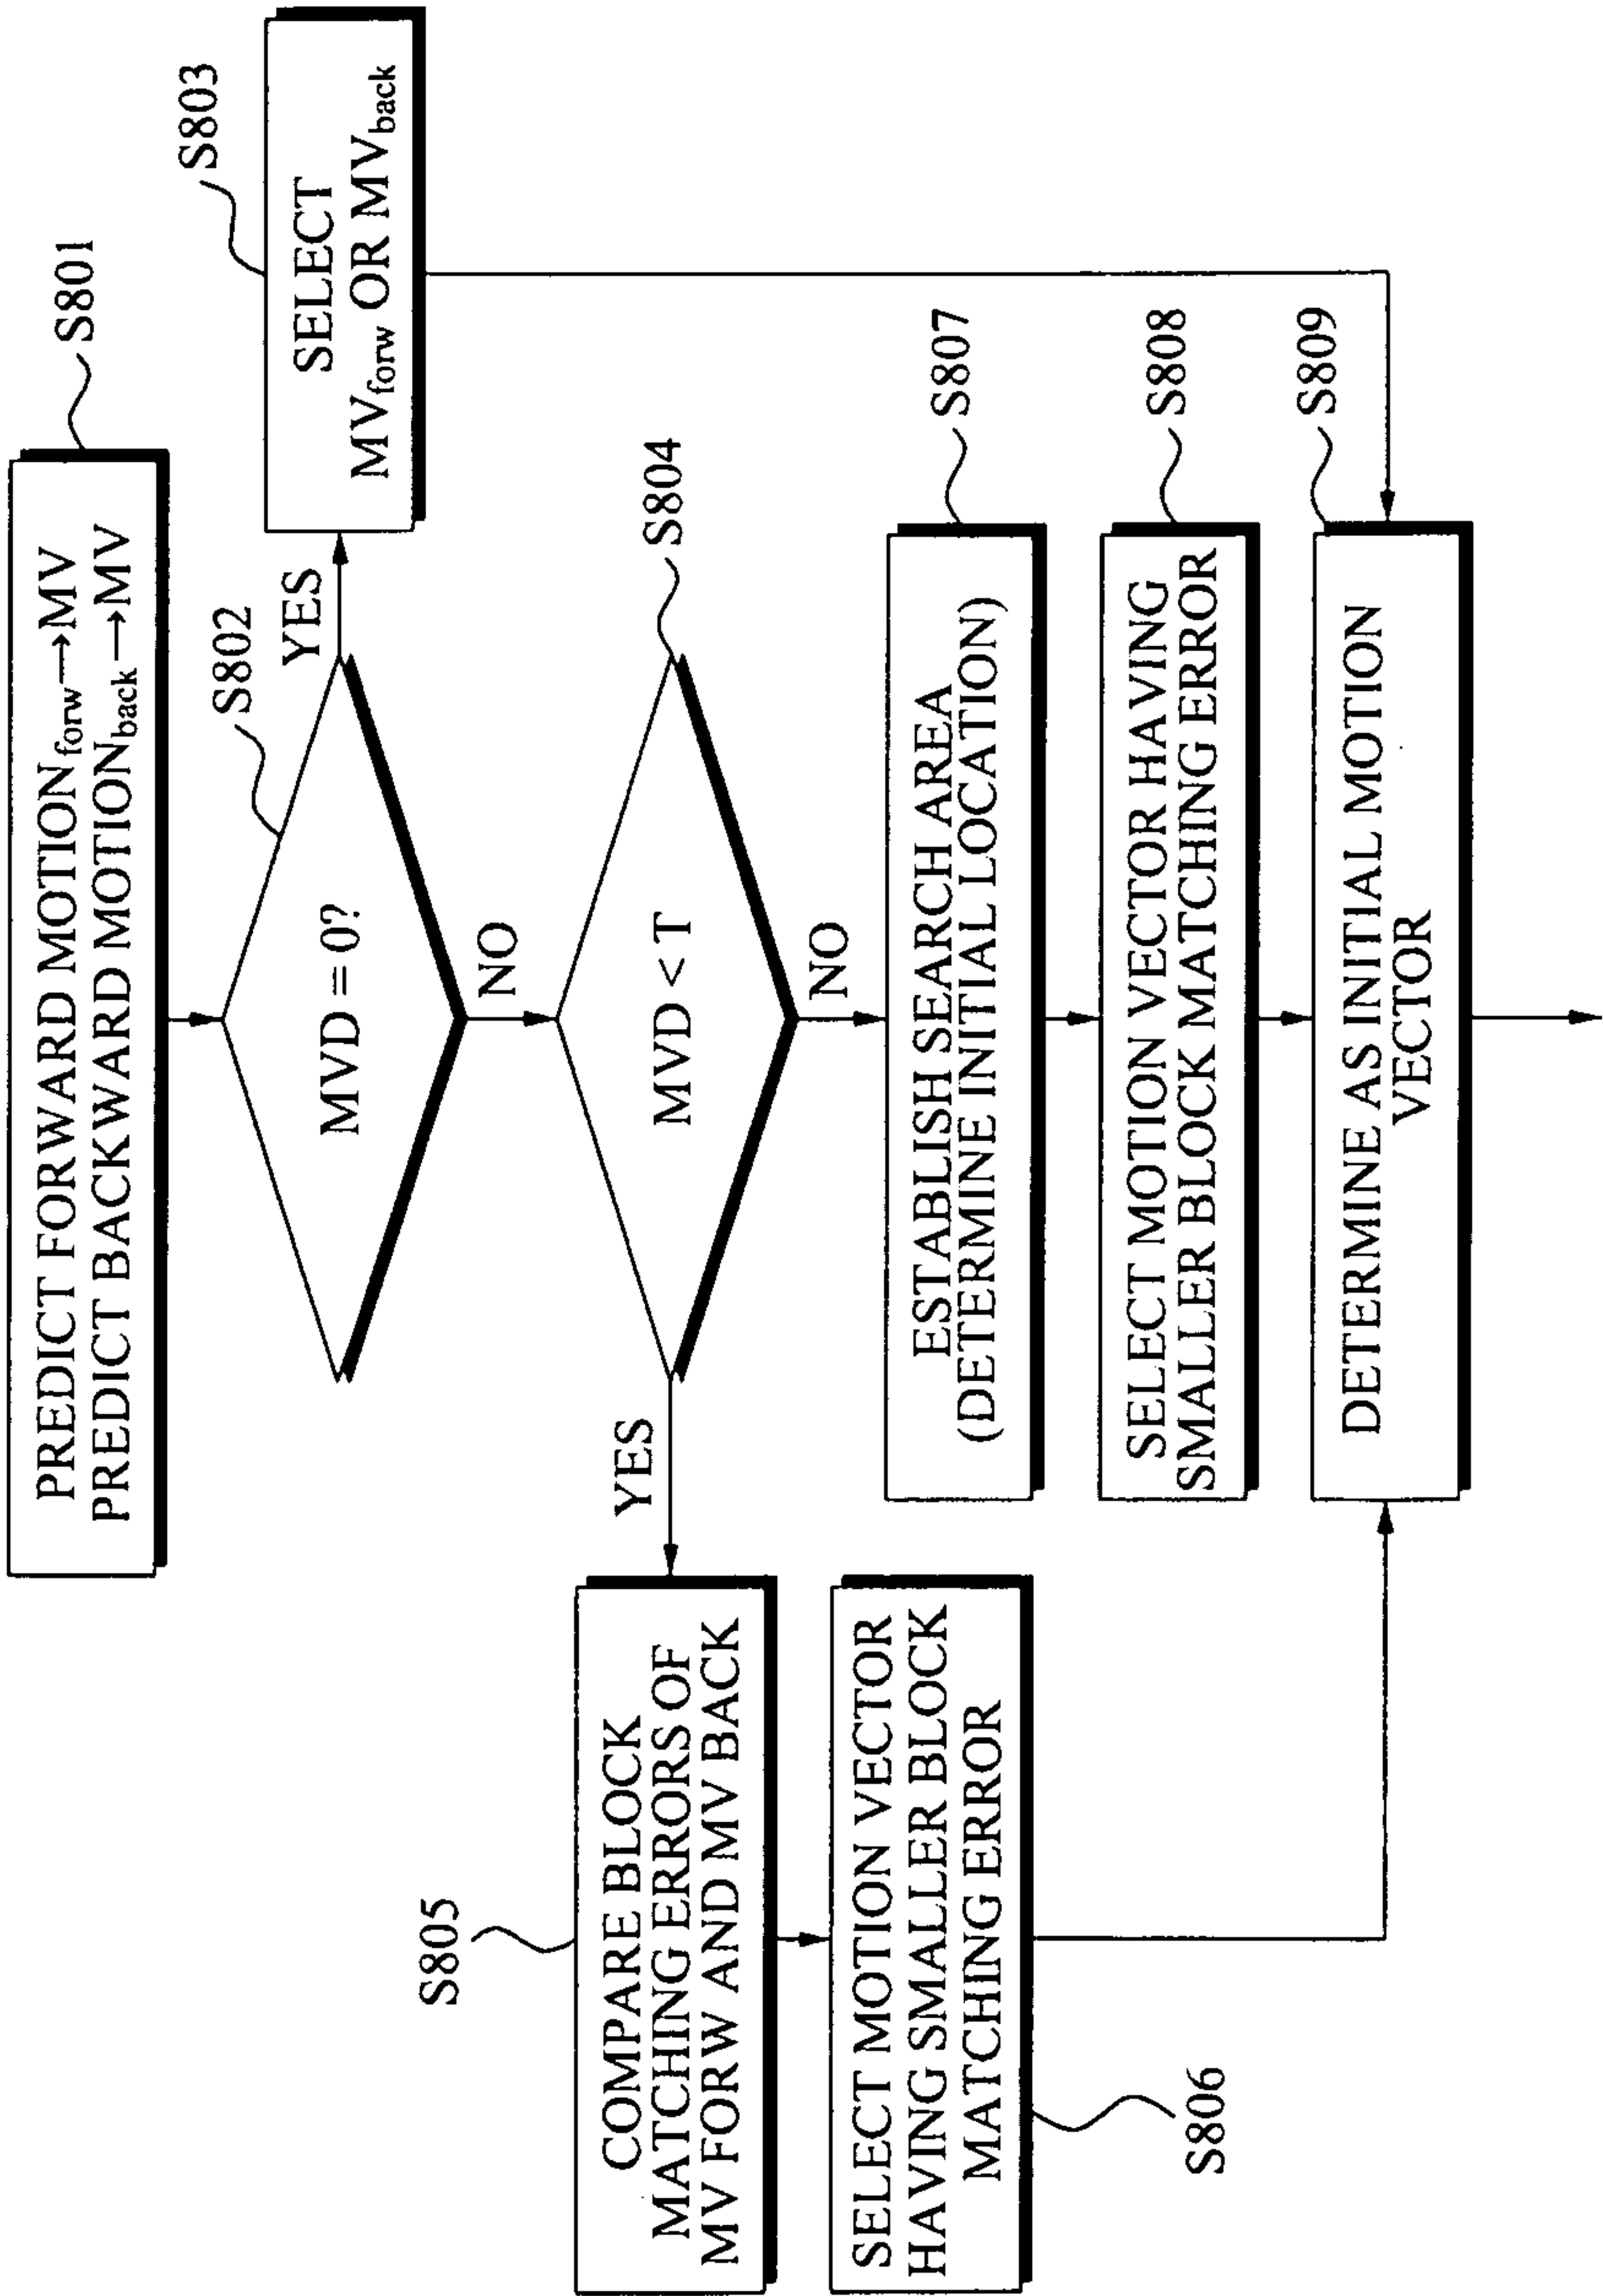 S801
PREDICT FORWARD MOTIONforw→MV
PREDICT BACKWARD MOTIONback→MV
S802
MVD = 0?
YES
NO
S803
SELECT
MVforw OR MVback
S804
MVD < T
YES
NO
S805
COMPARE BLOCK
MATCHING ERRORS OF
MV FORW AND MV BACK
SELECT MOTION VECTOR
HAVING SMALLER BLOCK
MATCHING ERROR
S806
S807
ESTABLISH SEARCH AREA
(DETERMINE INITIAL LOCATION)
S808
SELECT MOTION VECTOR HAVING
SMALLER BLOCK MATCHING ERROR
S809
DETERMINE AS INITIAL MOTION
VECTOR